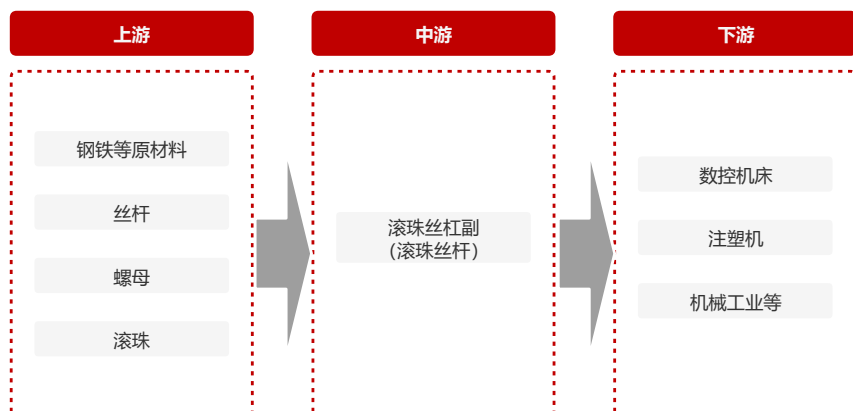 上游
中游
下游
钢铁等原材料
丝杆
螺母
滚珠
滚珠丝杠副
(滚珠丝杆)
数控机床
注塑机
机械工业等